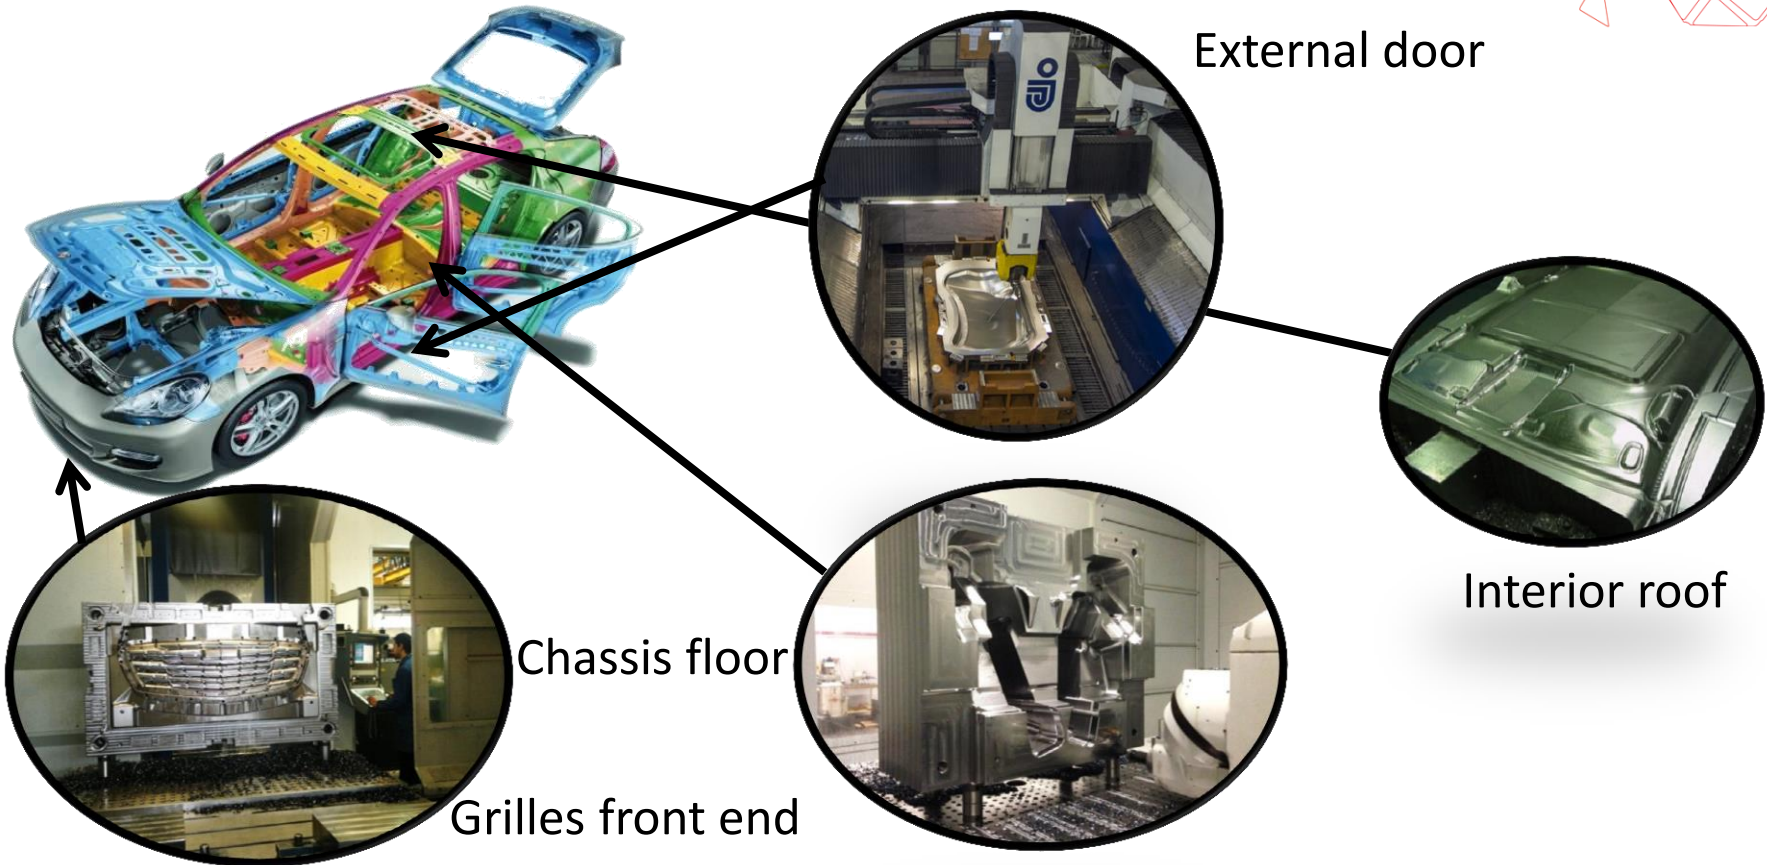 External door
Interior roof
Chassis floor
Grilles front end